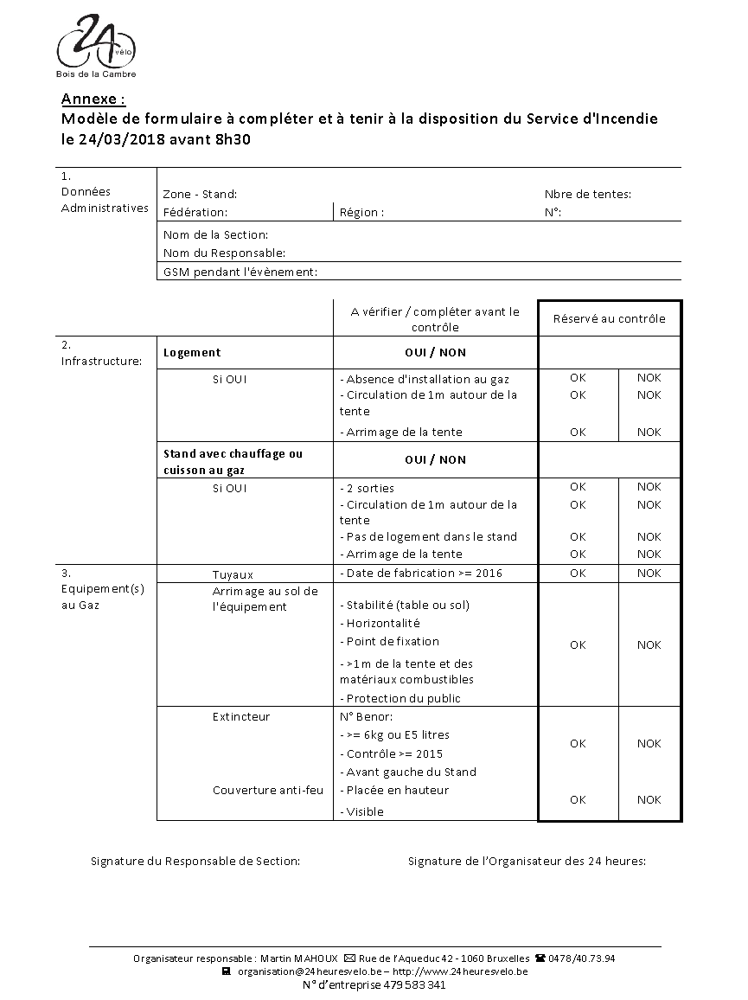 24
vélo
Bois de la Cambre
Annexe :
Modèle de formulaire à compléter et à tenir à la disposition du Service d'Incendie
le 24/03/2018 avant 8h30
1.
Données
Administratives
Zone - Stand:
Nbre de tentes:
Fédération:
Région :
N°:
Nom de la Section:
Nom du Responsable:
GSM pendant l'évènement:
A vérifier / compléter avant le
contrôle
Réservé au contrôle
2.
Infrastructure:
Logement
OUI / NON
Si OUI
- Absence d'installation au gaz
OK
NOK
- Circulation de 1m autour de la
tente
OK
NOK
- Arrimage de la tente
OK
NOK
Stand avec chauffage ou
cuisson au gaz
OUI / NON
Si OUI
- 2 sorties
OK
NOK
- Circulation de 1m autour de la
tente
OK
NOK
- Pas de logement dans le stand
OK
NOK
- Arrimage de la tente
OK
NOK
3.
Equipement(s)
au Gaz
Tuyaux
- Date de fabrication >= 2016
OK
NOK
Arrimage au sol de
l'équipement
- Stabilité (table ou sol)
- Horizontalité
- Point de fixation
- >1m de la tente et des
matériaux combustibles
- Protection du public
OK
NOK
Extincteur
N° Benor:
- >= 6kg ou E5 litres
- Contrôle >= 2015
- Avant gauche du Stand
OK
NOK
Couverture anti-feu
- Placée en hauteur
- Visible
OK
NOK
Signature du Responsable de Section:
Signature de l’Organisateur des 24 heures:
Organisateur responsable : Martin MAHOUX ✉ Rue de l’Aqueduc 42 - 1060 Bruxelles ☎ 0478/40.73.94
organisation@24heuresvelo.be – http://www.24heuresvelo.be
N° d’entreprise 479 583 341